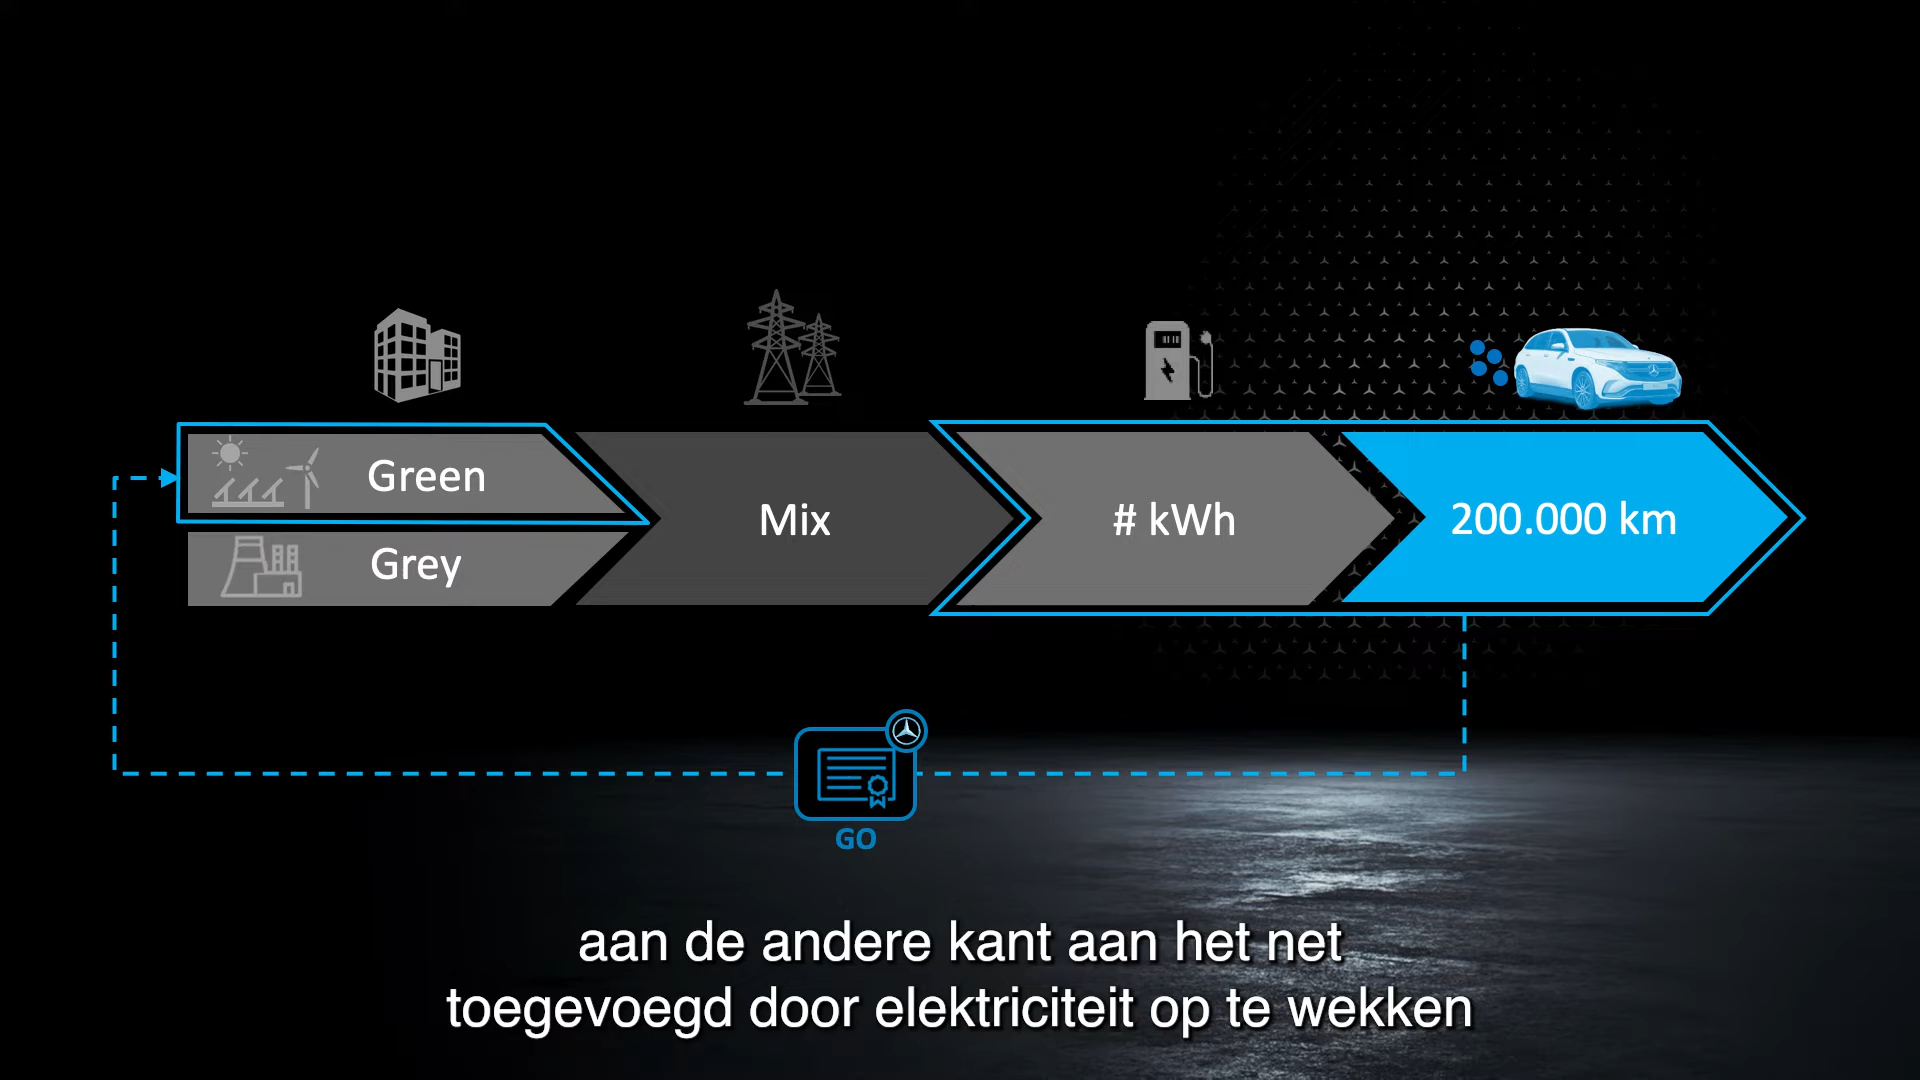 Green
Grey
Mix
# kWh
200.000 km
GO
aan de andere kant aan het net
toegevoegd door elektriciteit op te wekken